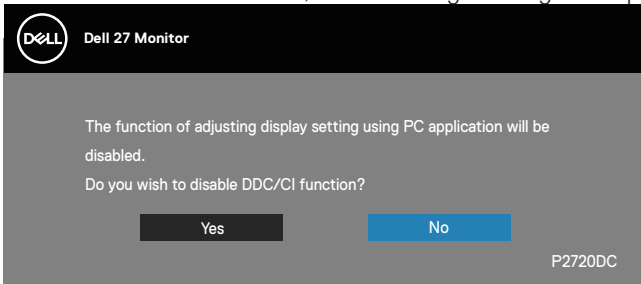 DELL
Dell 27 Monitor
The function of adjusting display setting using PC application will be
disabled.
Do you wish to disable DDC/CI function?
Yes No
P2720DC